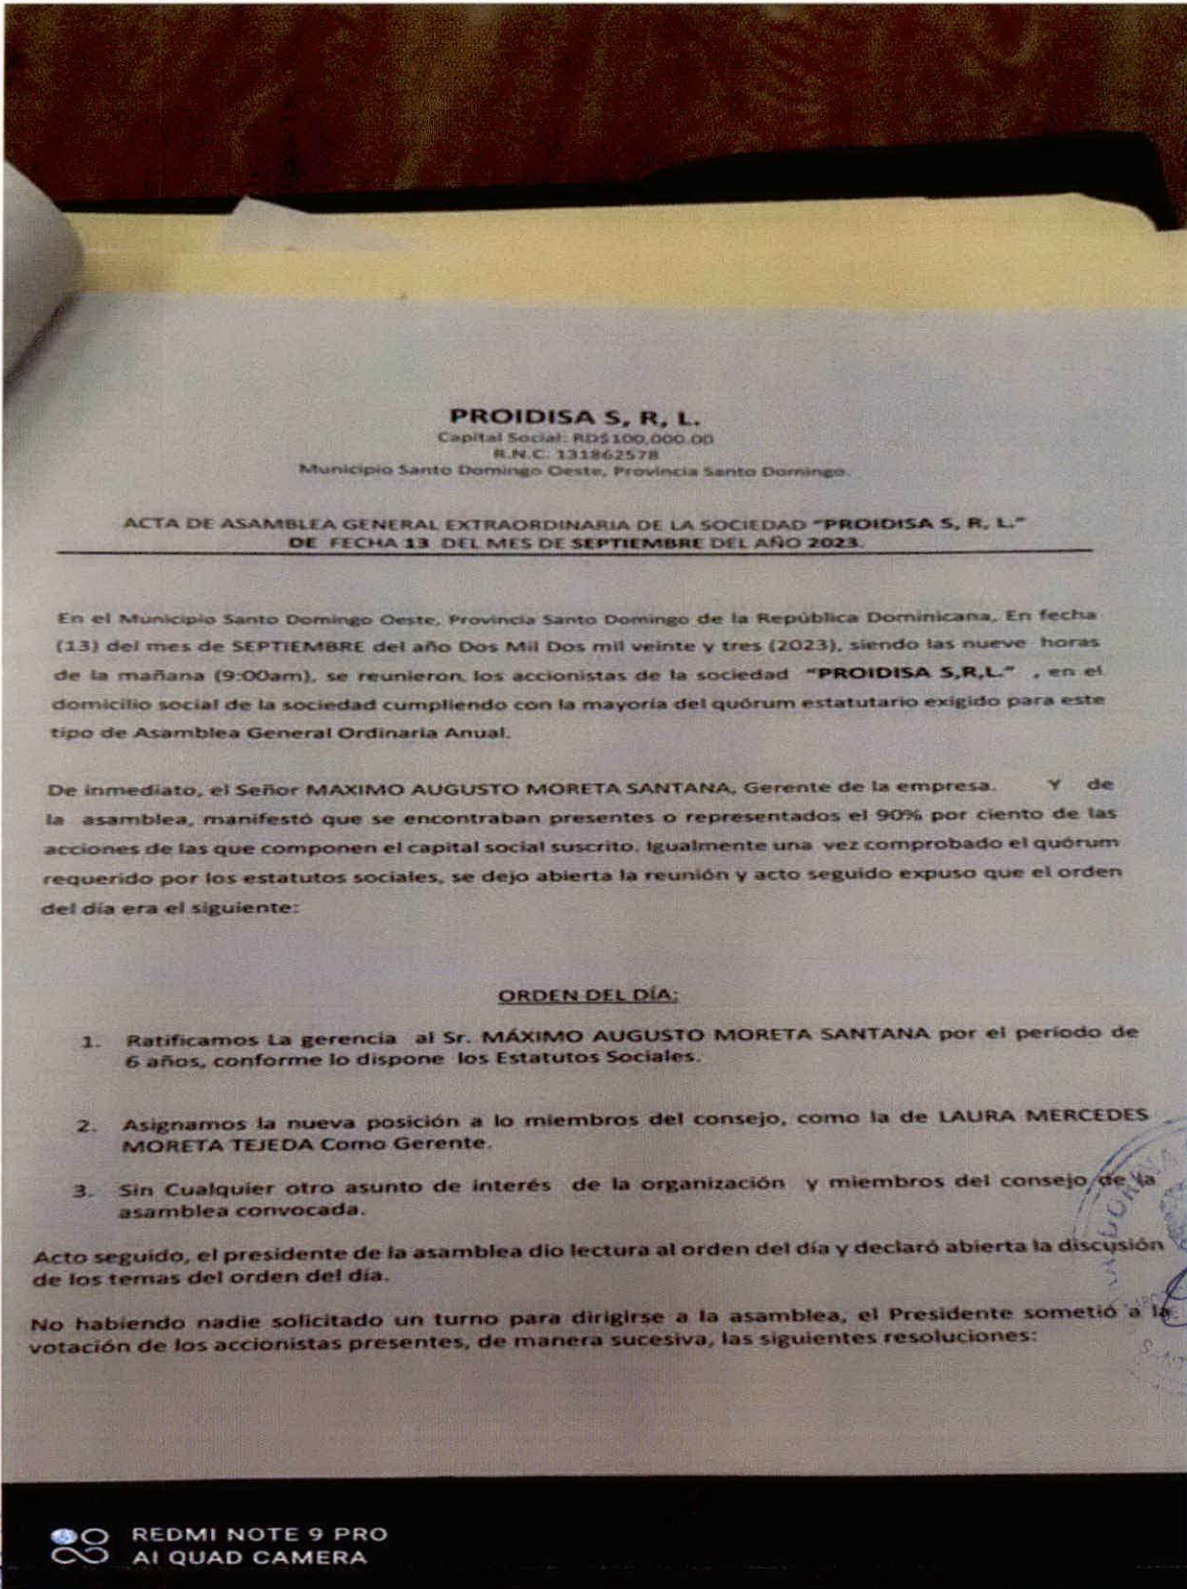 PROIDISA S, R, L.
Capital Social: RD$100,000.00
R.N.C. 131862578
Municipio Santo Domingo Oeste, Provincia Santo Domingo.
ACTA DE ASAMBLEA GENERAL EXTRAORDINARIA DE LA SOCIEDAD "PROIDISA S, R, L."
DE FECHA 13 DEL MES DE SEPTIEMBRE DEL AÑO 2023.
En el Municipio Santo Domingo Oeste, Provincia Santo Domingo de la República Dominicana, En fecha
(13) del mes de SEPTIEMBRE del año Dos Mil Dos mil veinte y tres (2023), siendo las nueve horas
de la mañana (9:00am), se reunieron los accionistas de la sociedad "PROIDISA S,R,L." , en el
domicilio social de la sociedad cumpliendo con la mayoría del quórum estatutario exigido para este
tipo de Asamblea General Ordinaria Anual.
De inmediato, el Señor MAXIMO AUGUSTO MORETA SANTANA, Gerente de la empresa. Y de
la asamblea, manifestó que se encontraban presentes o representados el 90% por ciento de las
acciones de las que componen el capital social suscrito. Igualmente una vez comprobado el quórum
requerido por los estatutos sociales, se dejo abierta la reunión y acto seguido expuso que el orden
del día era el siguiente:
ORDEN DEL DÍA:
1. Ratificamos La gerencia al Sr. MÁXIMO AUGUSTO MORETA SANTANA por el período de
6 años, conforme lo dispone los Estatutos Sociales.
2. Asignamos la nueva posición a lo miembros del consejo, como la de LAURA MERCEDES
MORETA TEJEDA Como Gerente.
3. Sin Cualquier otro asunto de interés de la organización y miembros del consejo de la
asamblea convocada.
Acto seguido, el presidente de la asamblea dio lectura al orden del día y declaró abierta la discusión
de los temas del orden del día.
No habiendo nadie solicitado un turno para dirigirse a la asamblea, el Presidente sometió a la
votación de los accionistas presentes, de manera sucesiva, las siguientes resoluciones:
REDMI NOTE 9 PRO
AI QUAD CAMERA